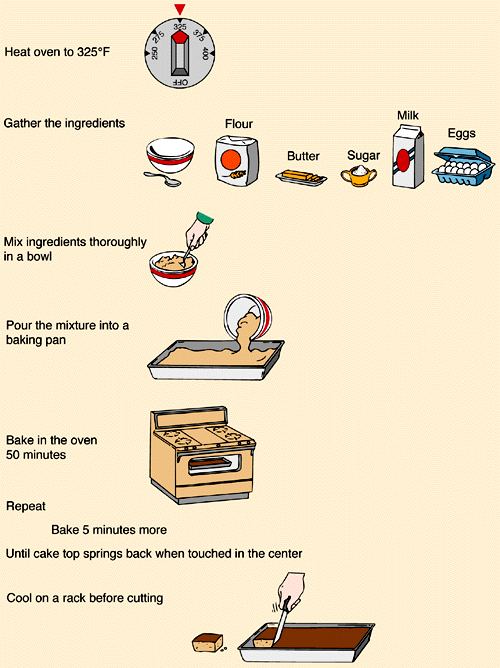 Heat oven to 325°F
250
275
325
375
400
OFF
Gather the ingredients
Flour
Butter
Sugar
Milk
Eggs
Mix ingredients thoroughly
in a bowl
Pour the mixture into a
baking pan
Bake in the oven
50 minutes
Repeat
Bake 5 minutes more
Until cake top springs back when touched in the center
Cool on a rack before cutting